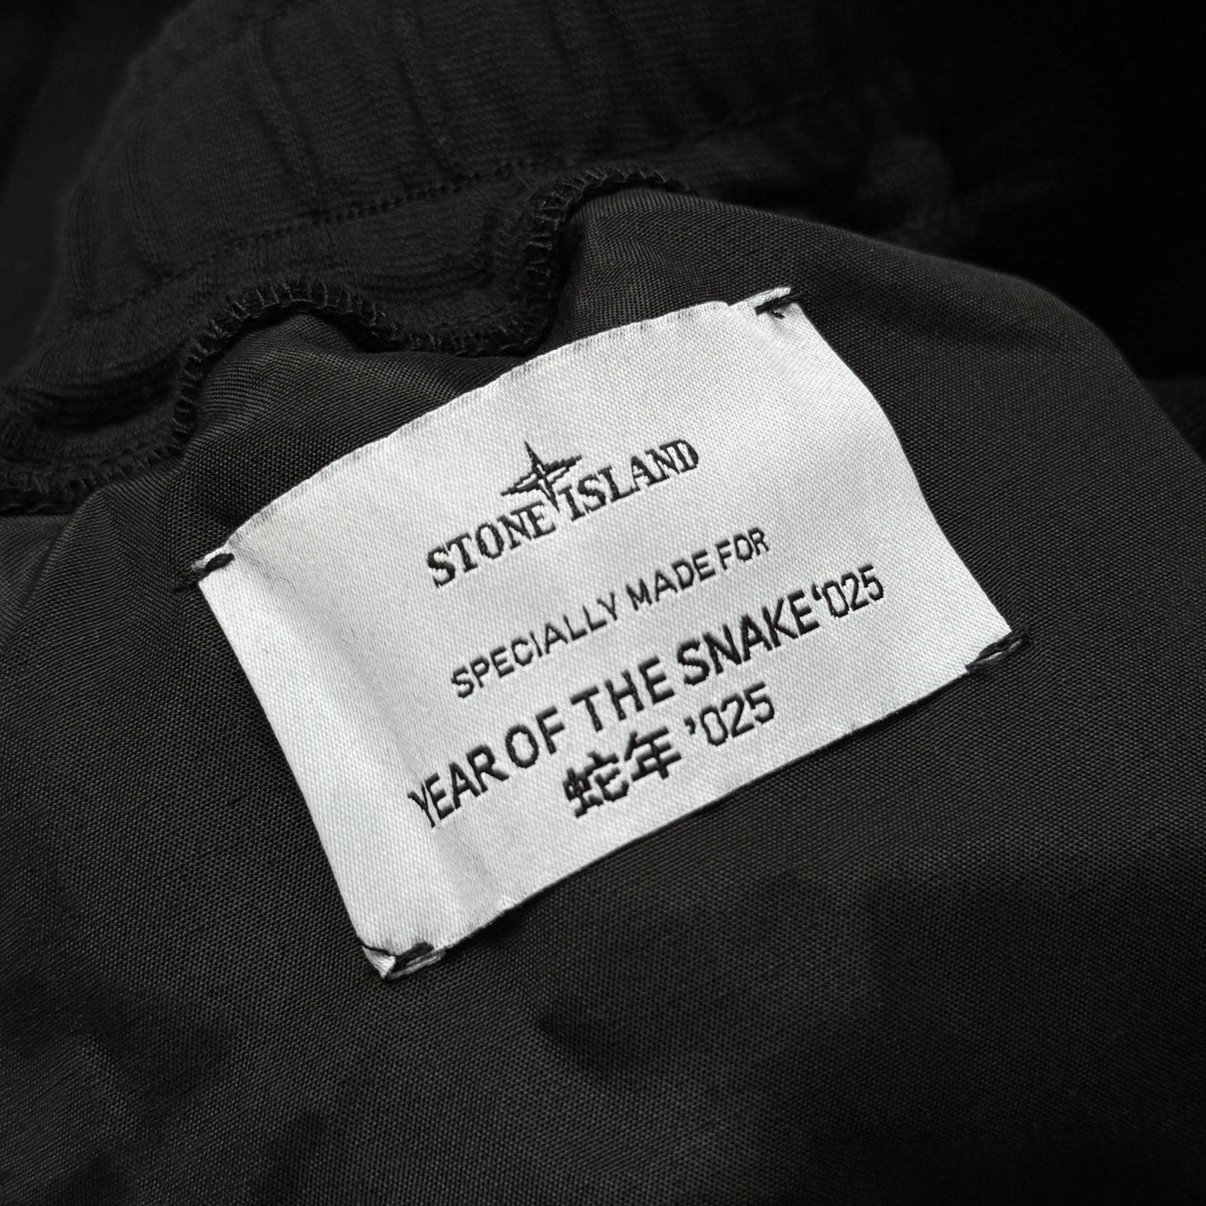 STONE ISLAND
SPECIALLY MADE FOR
YEAR OF THE SNAKE ‘025
蛇年 ’025